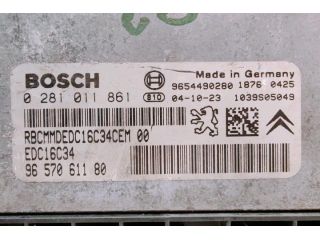 BOSCH
Made in Germany
9654490280 1876 0425
0 281 011 861 810 04-10-23 1039S05049
RBCMMDEDC16C34CEM 00
EDC16C34
96 570 611 80